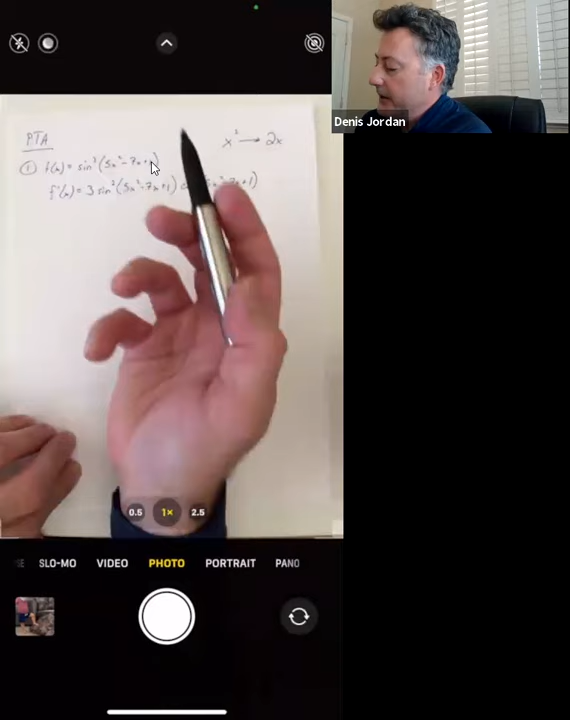 Denis Jordan
PTA
x² → 2x
① f(x) = sin³(5x²-7x+1)
f'(x) = 3 sin²(5x²-7x+1)
0.5 1× 2.5
SLO-MO VIDEO PHOTO PORTRAIT PANO